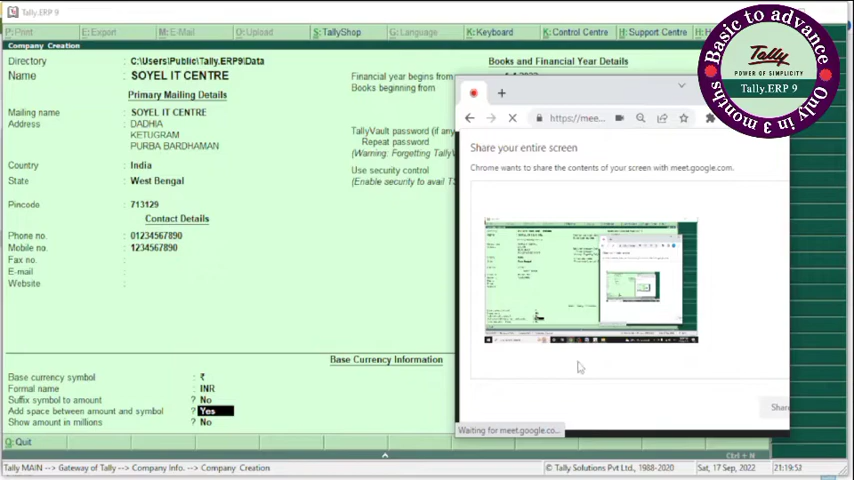 Tally.ERP 9
P:Print E:Export M:E-Mail O:Upload S:TallyShop G:Language K:Keyboard K:Control Centre H:Support Centre
Company Creation
Directory : C:\Users\Public\Tally.ERP9\Data
Name : SOYEL IT CENTRE
Primary Mailing Details
Mailing name : SOYEL IT CENTRE
Address : DADHIA
KETUGRAM
PURBA BARDHAMAN
Country : India
State : West Bengal
Pincode : 713129
Contact Details
Phone no. : 01234567890
Mobile no. : 1234567890
Fax no. :
E-mail :
Website :
Books and Financial Year Details
Financial year begins from
Books beginning from
TallyVault password (if any
Repeat password
(Warning: Forgetting Tally
Use security control
(Enable security to avail
Base Currency Information
Base currency symbol : ₹
Formal name : INR
Suffix symbol to amount ? No
Add space between amount and symbol ? Yes
Show amount in millions ? No
https://mee...
Share your entire screen
Chrome wants to share the contents of your screen with meet.google.com.
Share
Waiting for meet.google.co...
Q:Quit
Ctrl + N
Tally MAIN --> Gateway of Tally --> Company Info. --> Company Creation
© Tally Solutions Pvt Ltd., 1988-2020
Sat, 17 Sep, 2022
Basic to advance
Tally
POWER OF SIMPLICITY
Tally.ERP 9
Only in 3 months